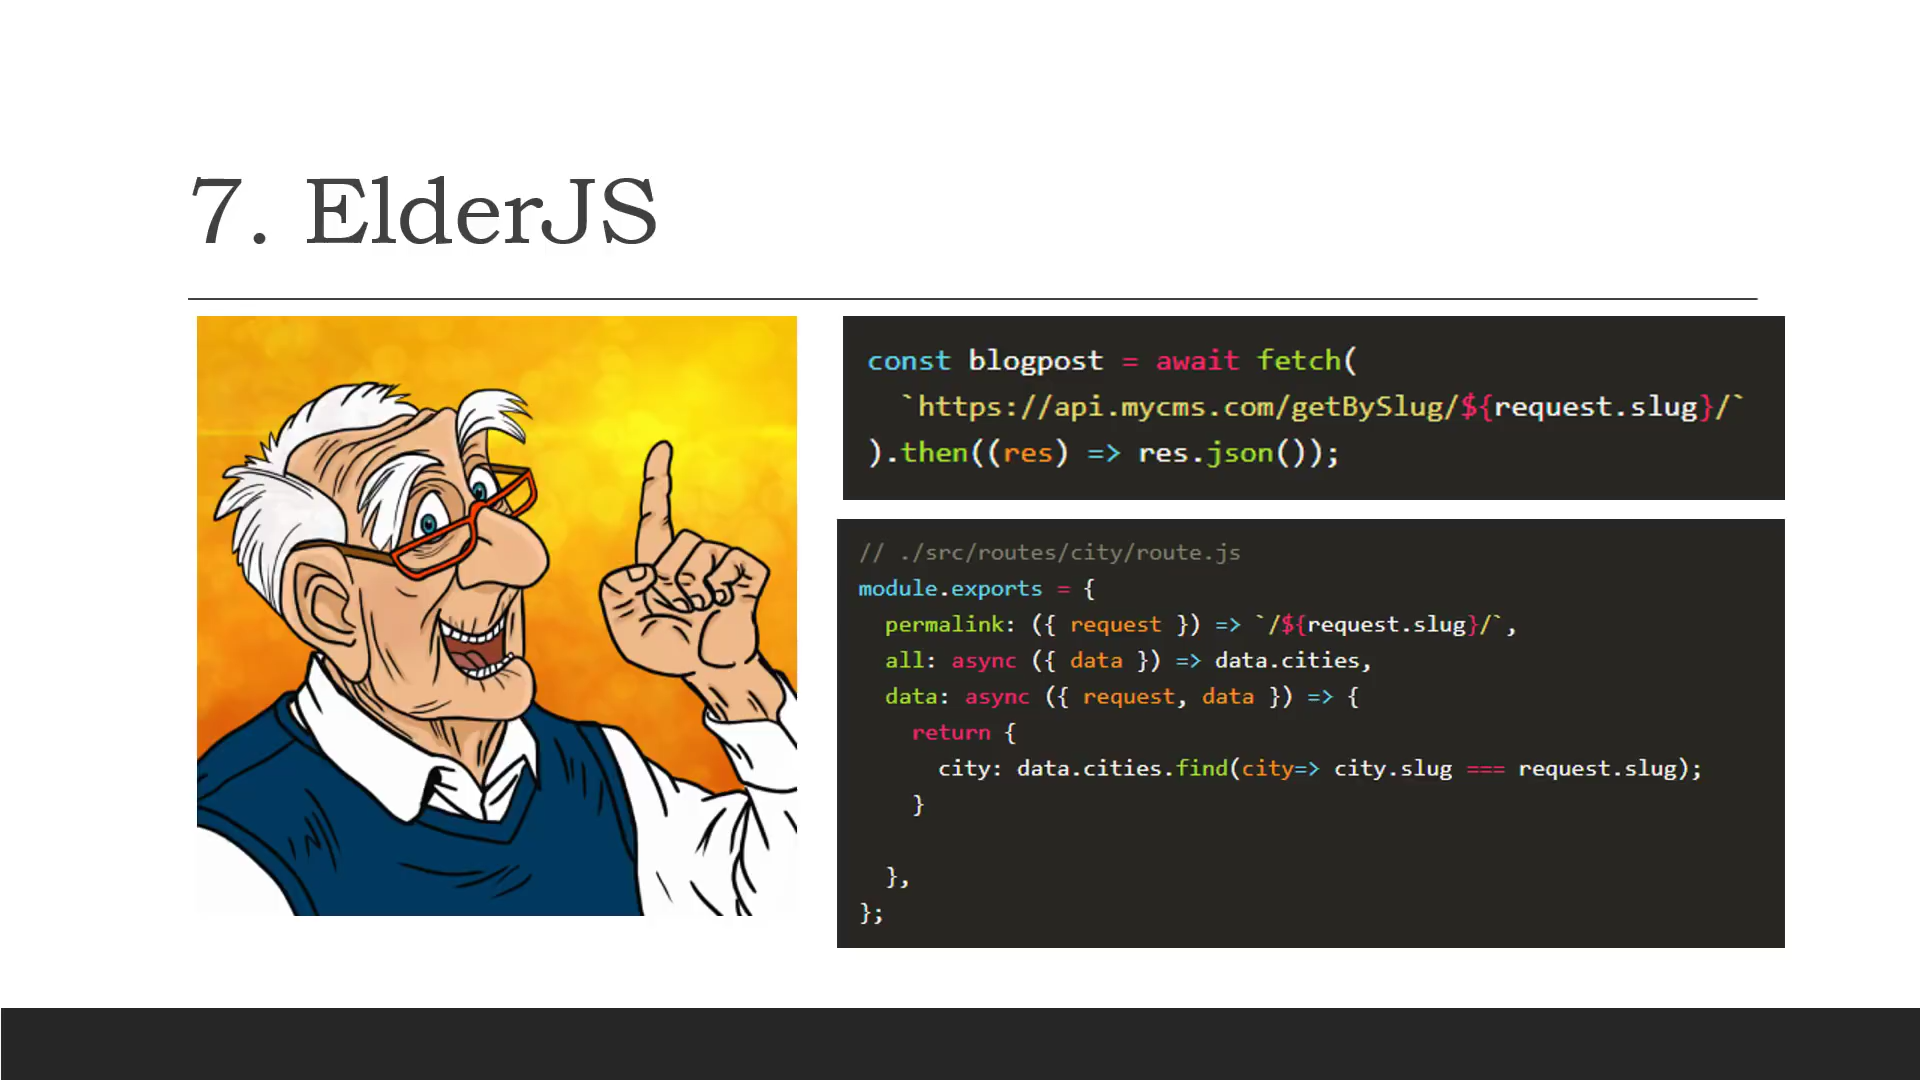 7. ElderJS
const blogpost = await fetch(
`https://api.mycms.com/getBySlug/${request.slug}/`
).then((res) => res.json());
// ./src/routes/city/route.js
module.exports = {
permalink: ({ request }) => `/${request.slug}/`,
all: async ({ data }) => data.cities,
data: async ({ request, data }) => {
return {
city: data.cities.find(city=> city.slug === request.slug);
}
},
};